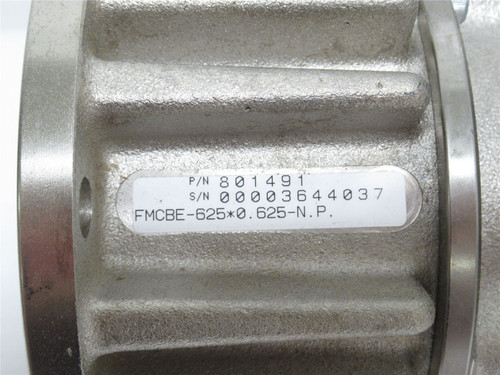 P/N 801491
S/N 00003644037
FMCBE-625*0.625-N.P.